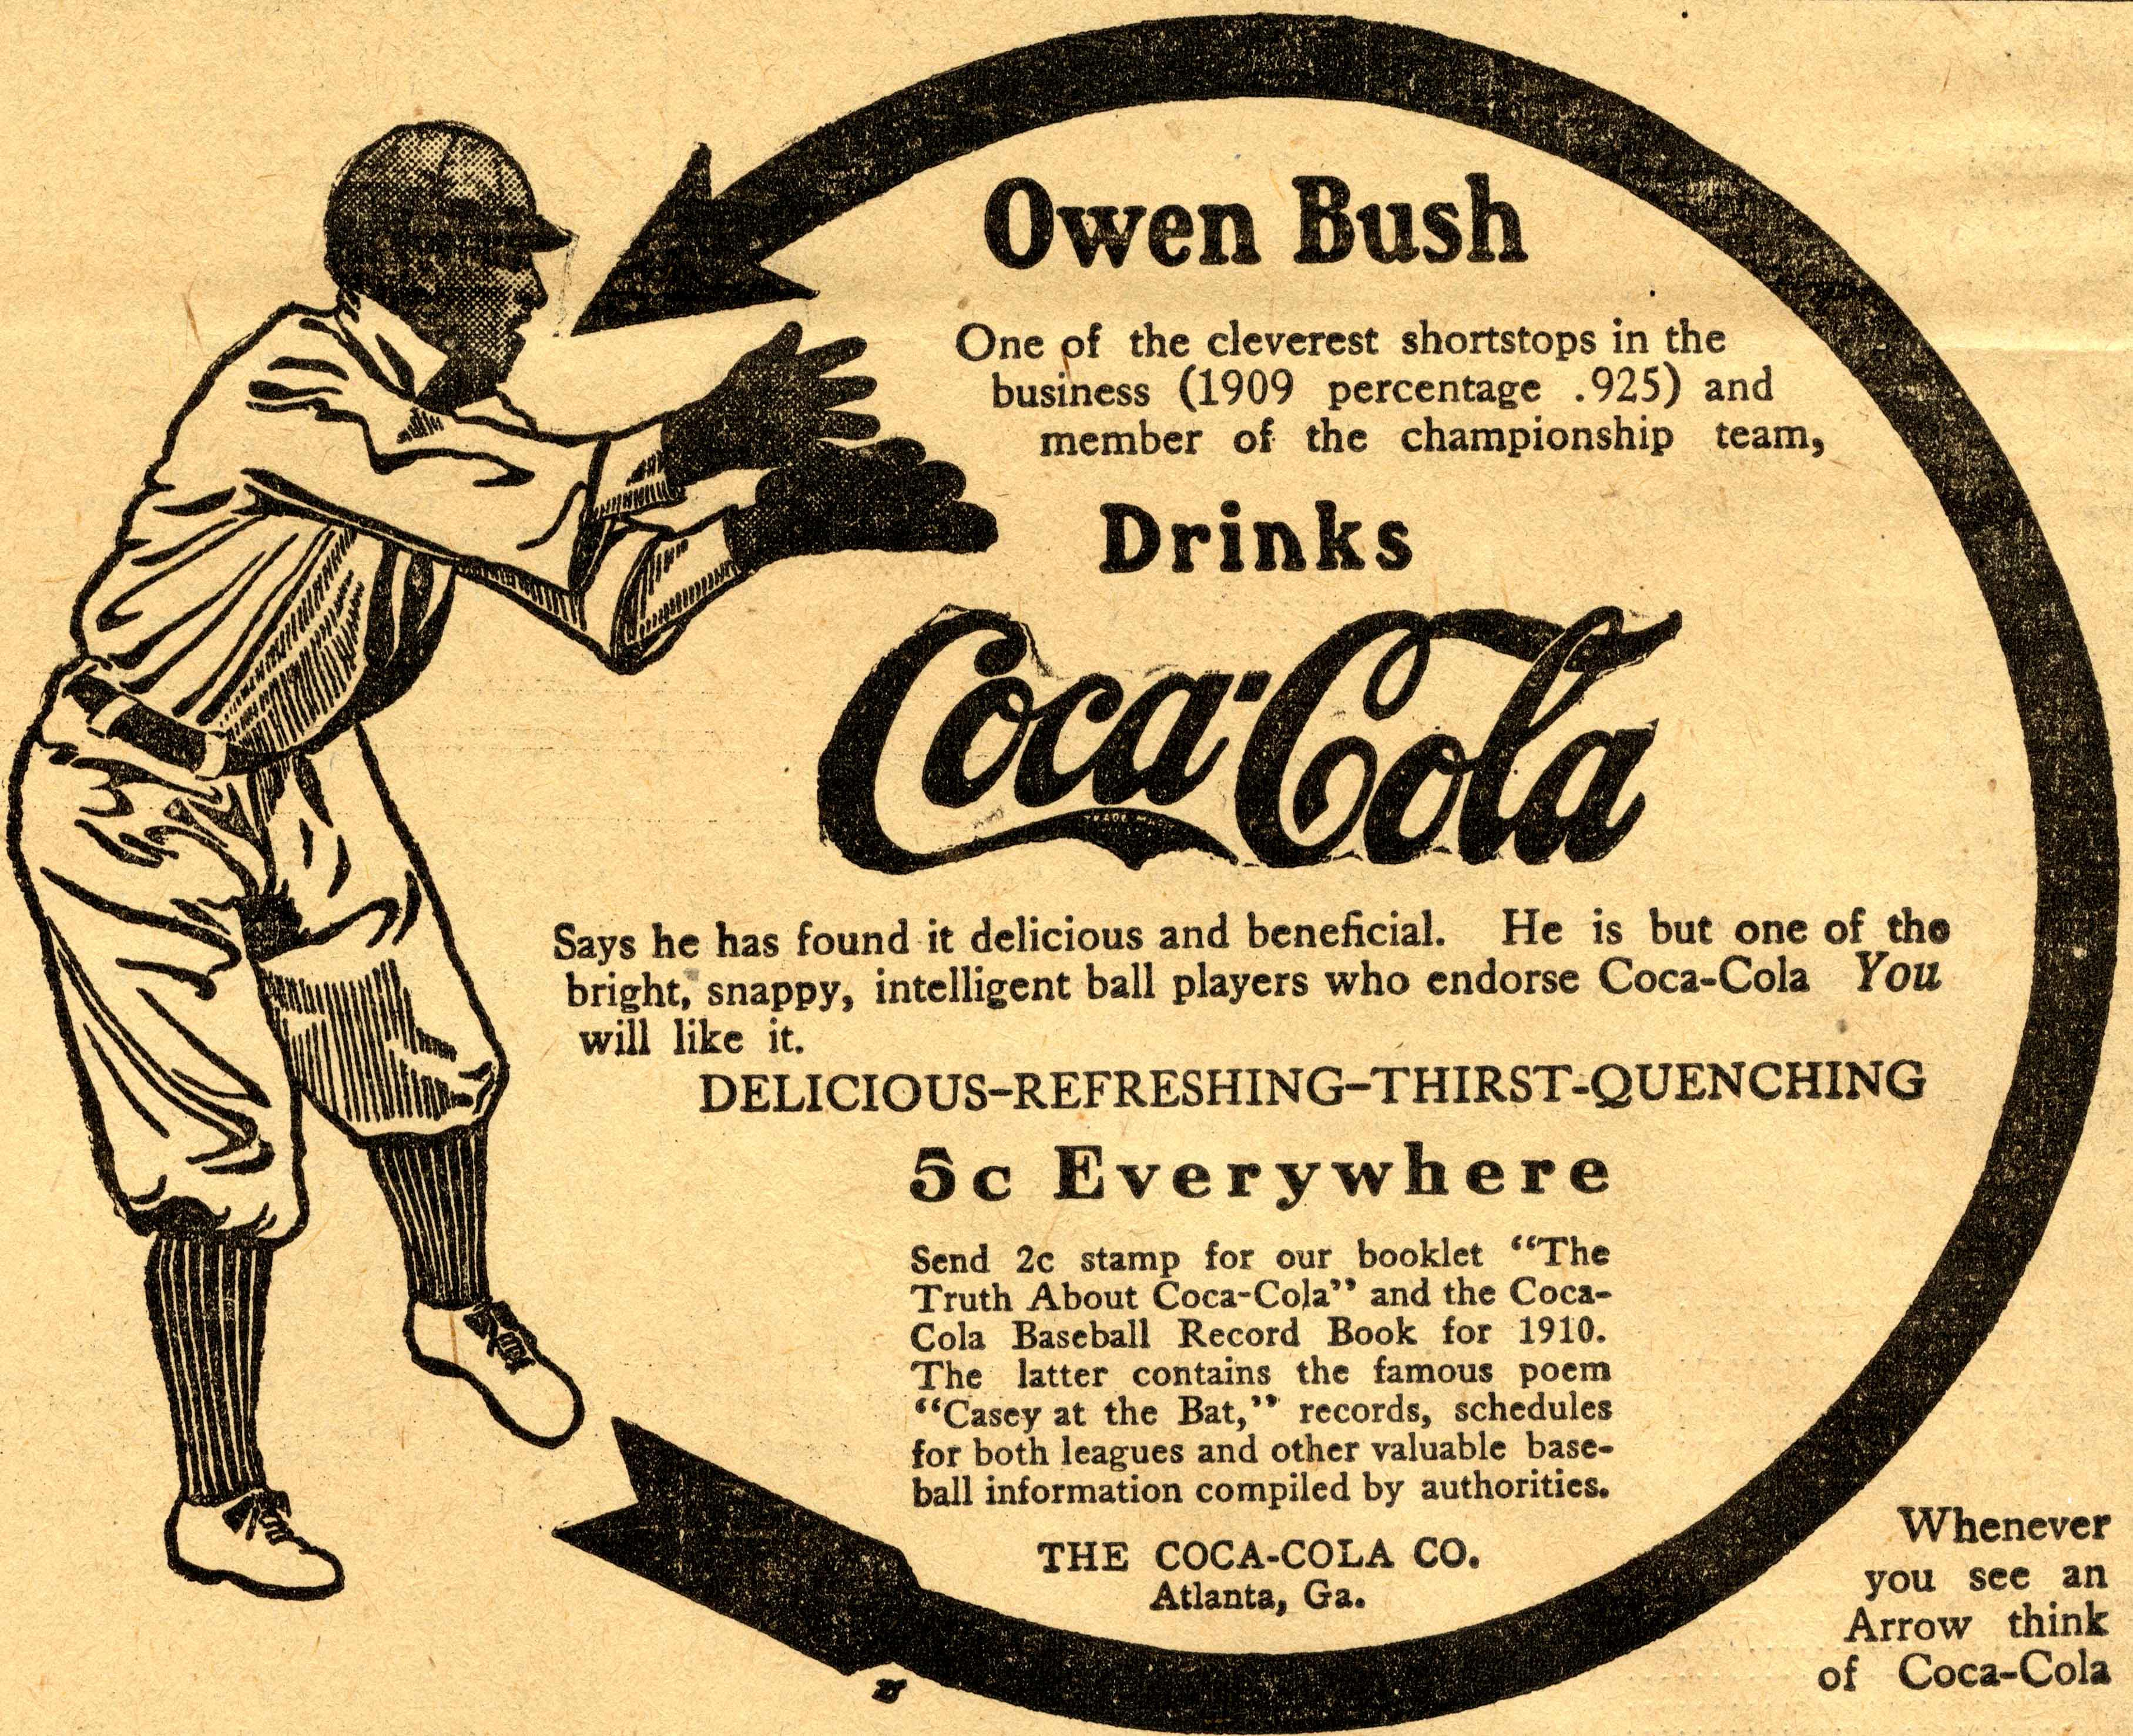 Owen Bush
One of the cleverest shortstops in the
business (1909 percentage .925) and
member of the championship team,
Drinks
Coca-Cola
TRADE MARK
Says he has found it delicious and beneficial. He is but one of the
bright, snappy, intelligent ball players who endorse Coca-Cola You
will like it.
DELICIOUS-REFRESHING-THIRST-QUENCHING
5c Everywhere
Send 2c stamp for our booklet "The
Truth About Coca-Cola" and the Coca-
Cola Baseball Record Book for 1910.
The latter contains the famous poem
"Casey at the Bat," records, schedules
for both leagues and other valuable base-
ball information compiled by authorities.
THE COCA-COLA CO.
Atlanta, Ga.
Whenever
you see an
Arrow think
of Coca-Cola